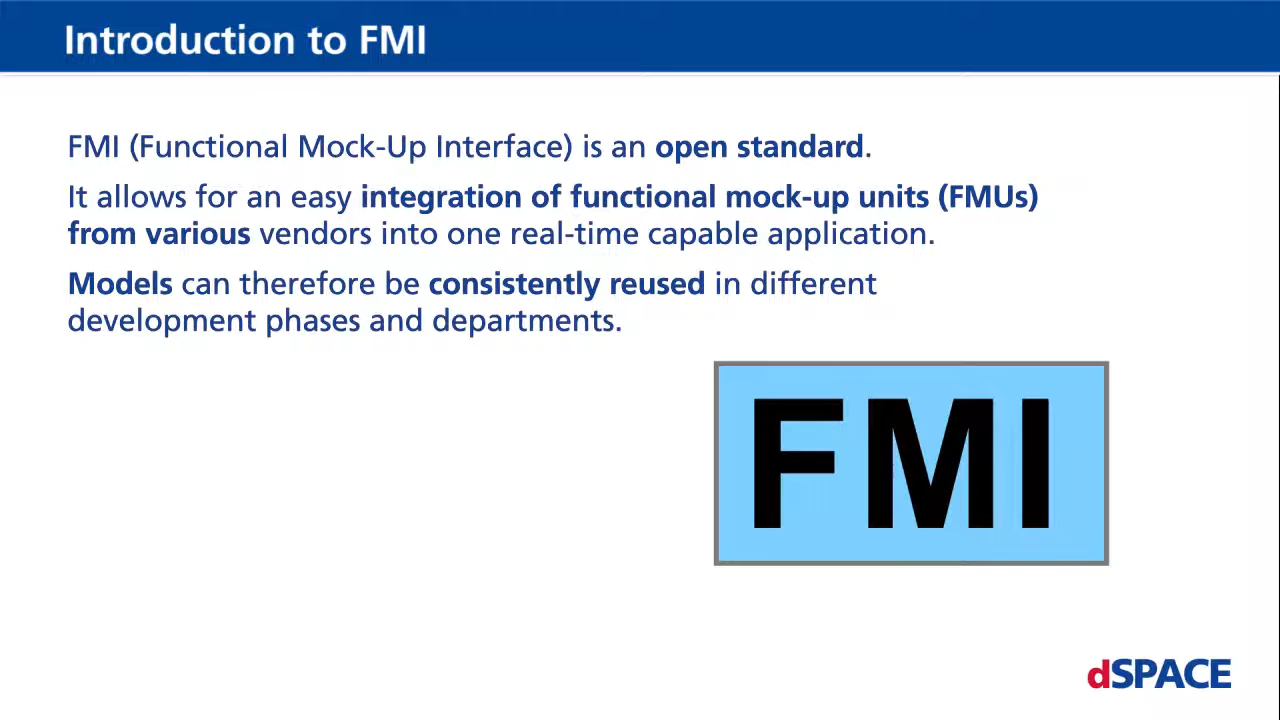 Introduction to FMI
FMI (Functional Mock-Up Interface) is an open standard.
It allows for an easy integration of functional mock-up units (FMUs)
from various vendors into one real-time capable application.
Models can therefore be consistently reused in different
development phases and departments.
FMI
dSPACE